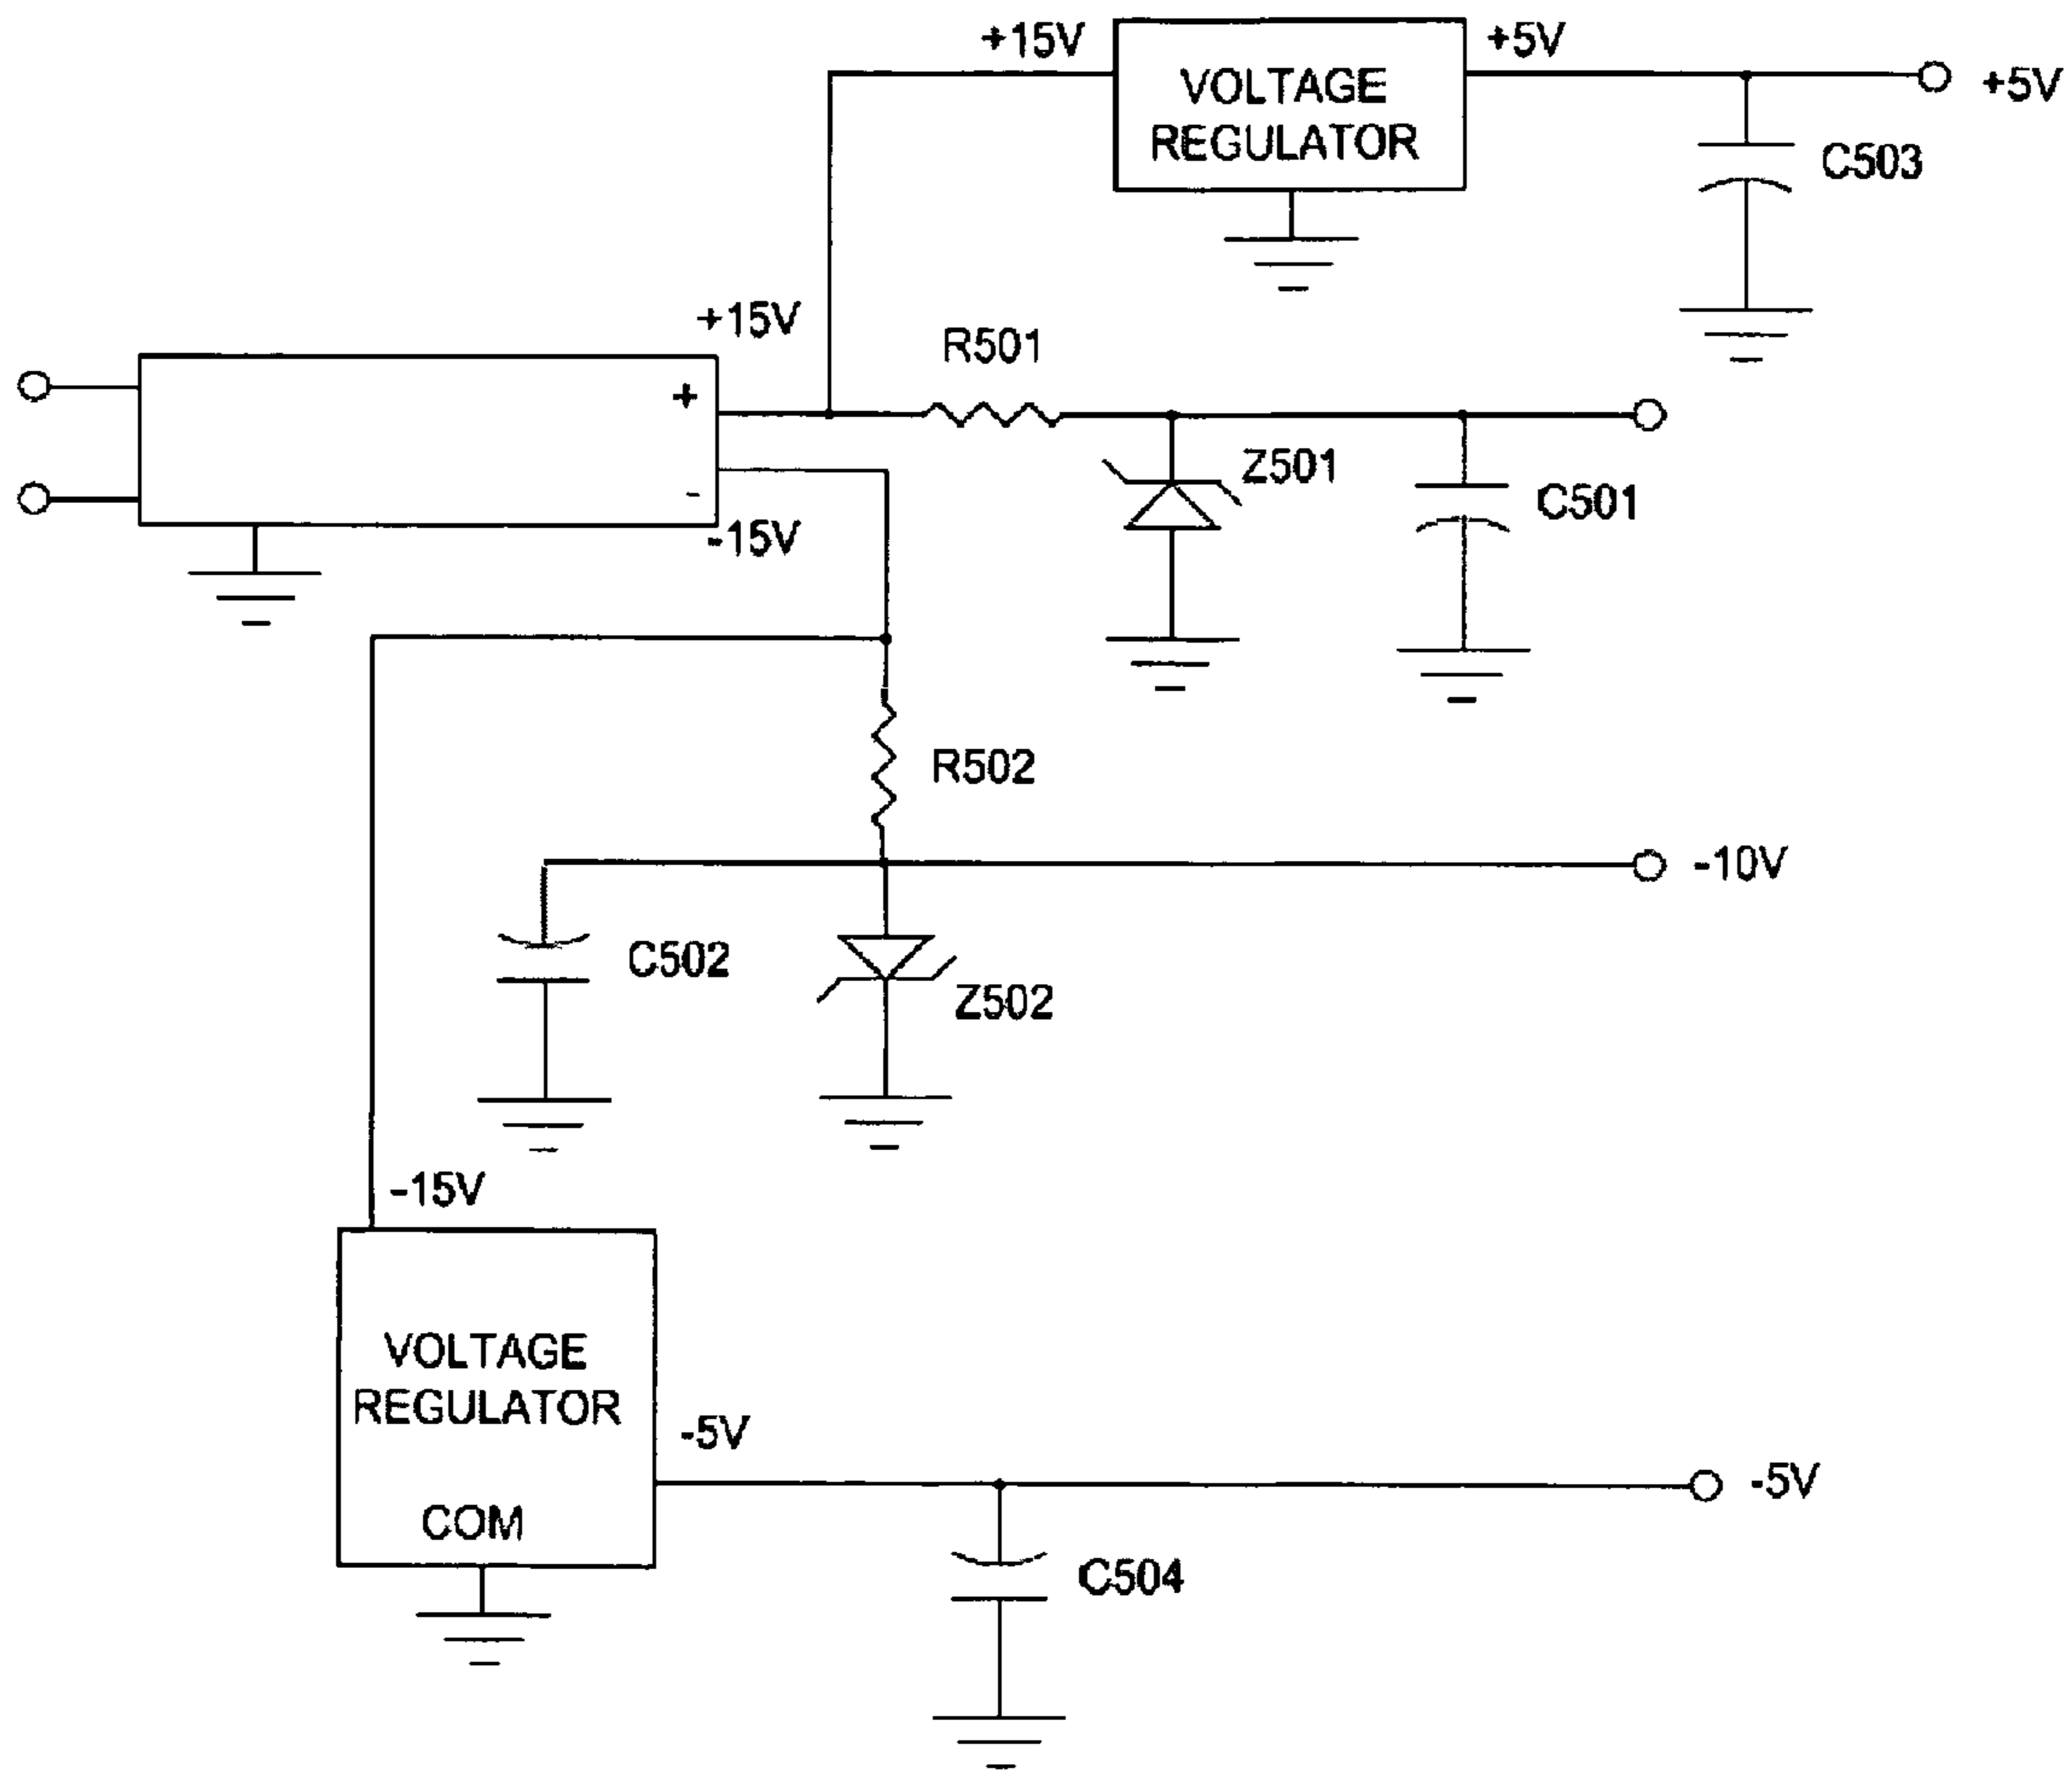 +15V
+5V
VOLTAGE
REGULATOR
+5V
C503
+15V
R501
+
Z501
C501
-
-15V
R502
-10V
C502
Z502
-15V
VOLTAGE
REGULATOR
-5V
-5V
COM
C504